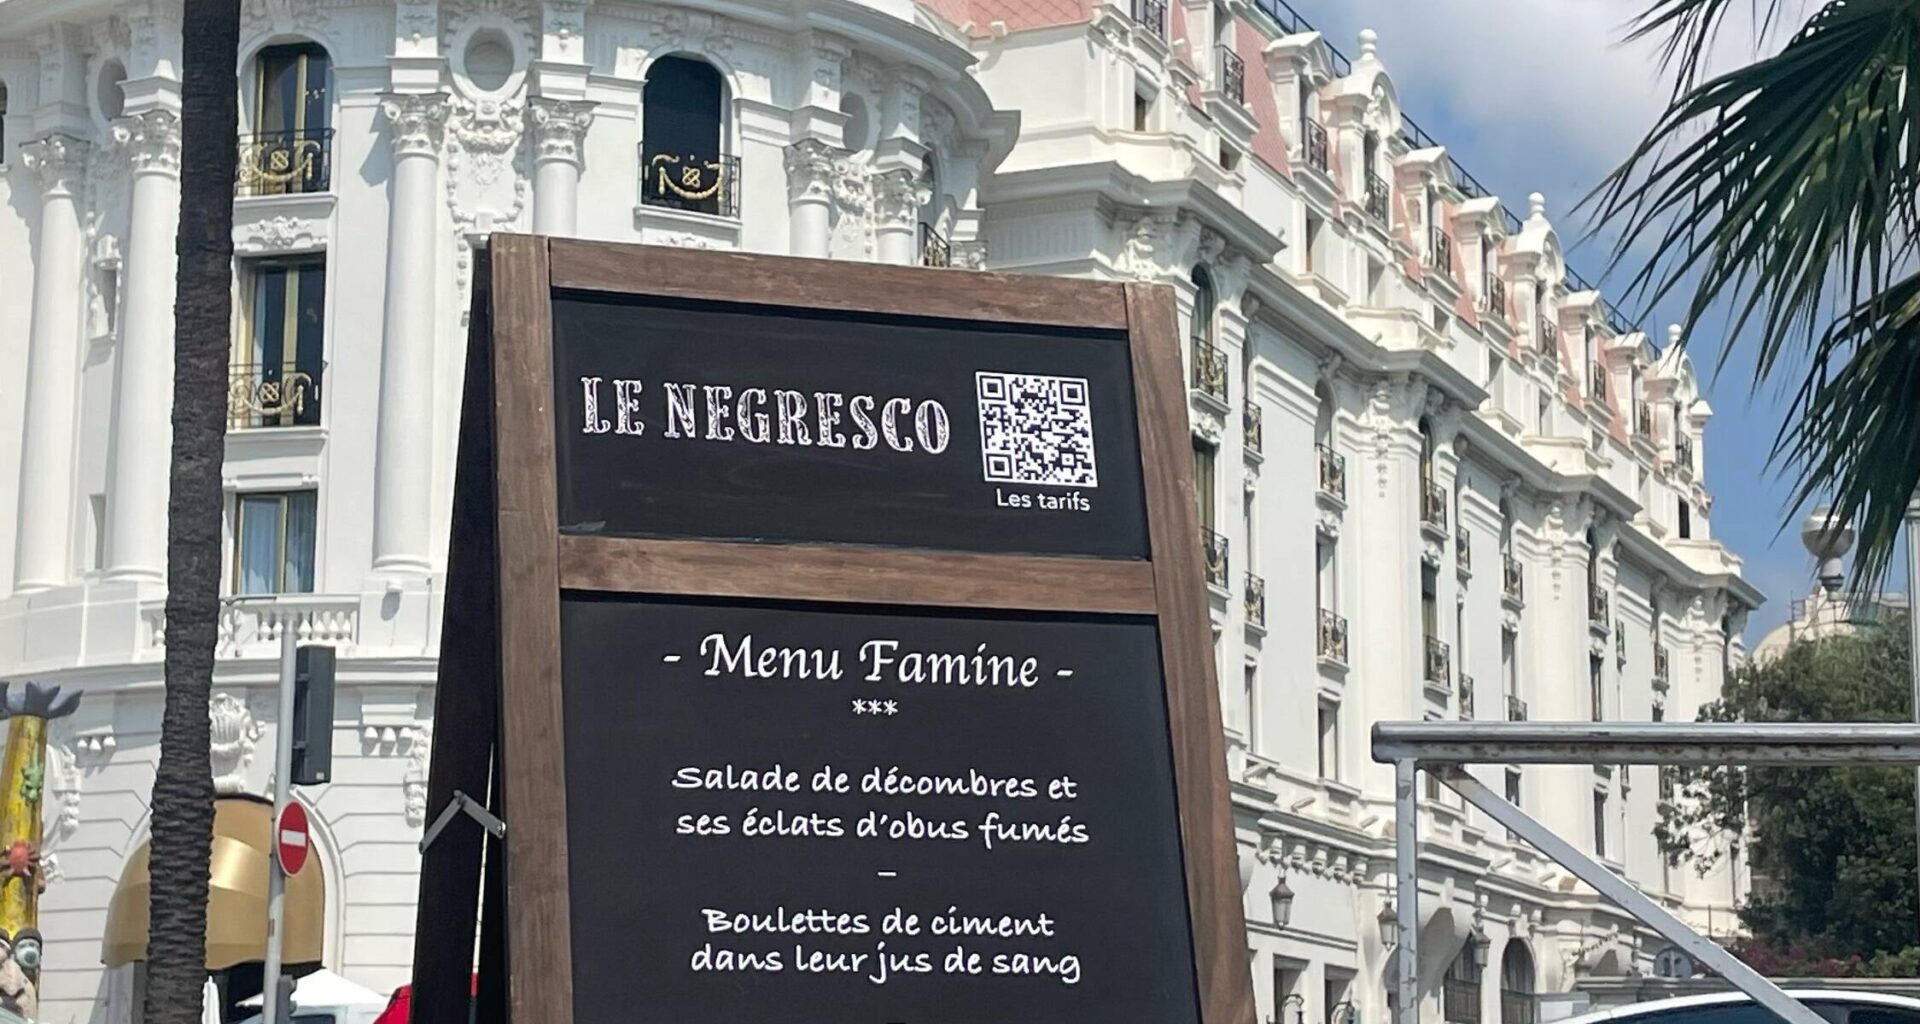 LE NEGRESCO
Les tarifs
- Menu Famine -
***
Salade de décombres et
ses éclats d'obus fumés
–
Boulettes de ciment
dans leur jus de sang